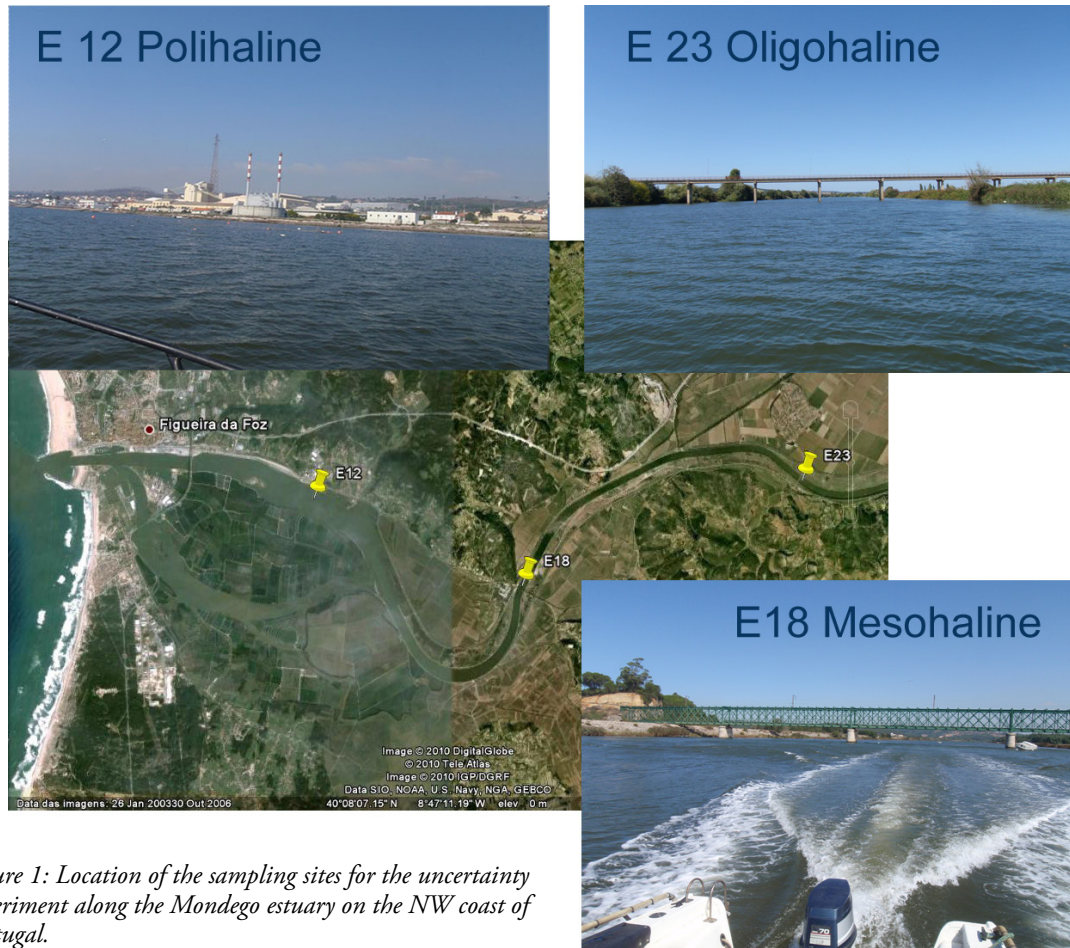 E 12 Polihaline
E 23 Oligohaline
Figueira da Foz
E12
E23
E18
E18 Mesohaline
Image © 2010 DigitalGlobe
© 2010 Tele Atlas
Image © 2010 IGP/DGRF
Data SIO, NOAA, U.S. Navy, NGA, GEBCO
Data das imagens: 26 Jan 200330 Out 2006 40°08'07.15" N 8°47'11.19" W elev 0 m
70
ure 1: Location of the sampling sites for the uncertainty
eriment along the Mondego estuary on the NW coast of
tugal.